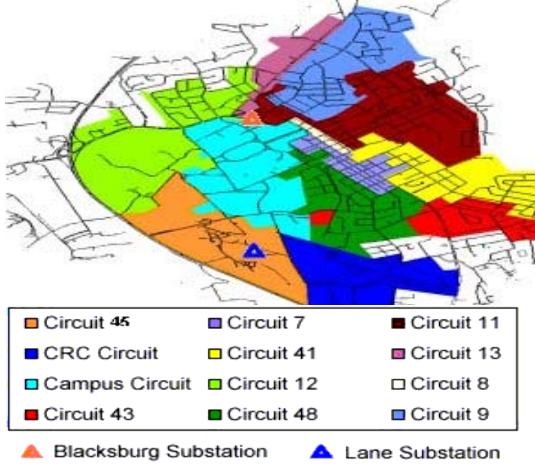 Circuit 45 Circuit 7 Circuit 11
CRC Circuit Circuit 41 Circuit 13
Campus Circuit Circuit 12 Circuit 8
Circuit 43 Circuit 48 Circuit 9
Blacksburg Substation Lane Substation